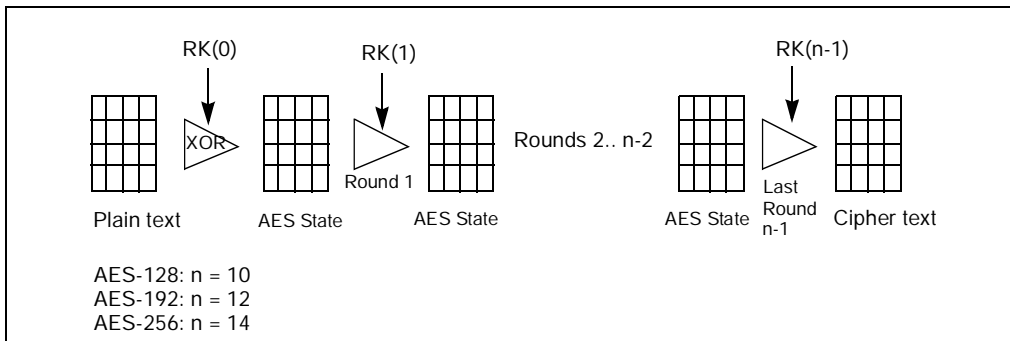 RK(0)
RK(1)
RK(n-1)
XOR
Round 1
Rounds 2.. n-2
Last
Round
n-1
Plain text
AES State
AES State
AES State
Cipher text
AES-128: n = 10
AES-192: n = 12
AES-256: n = 14